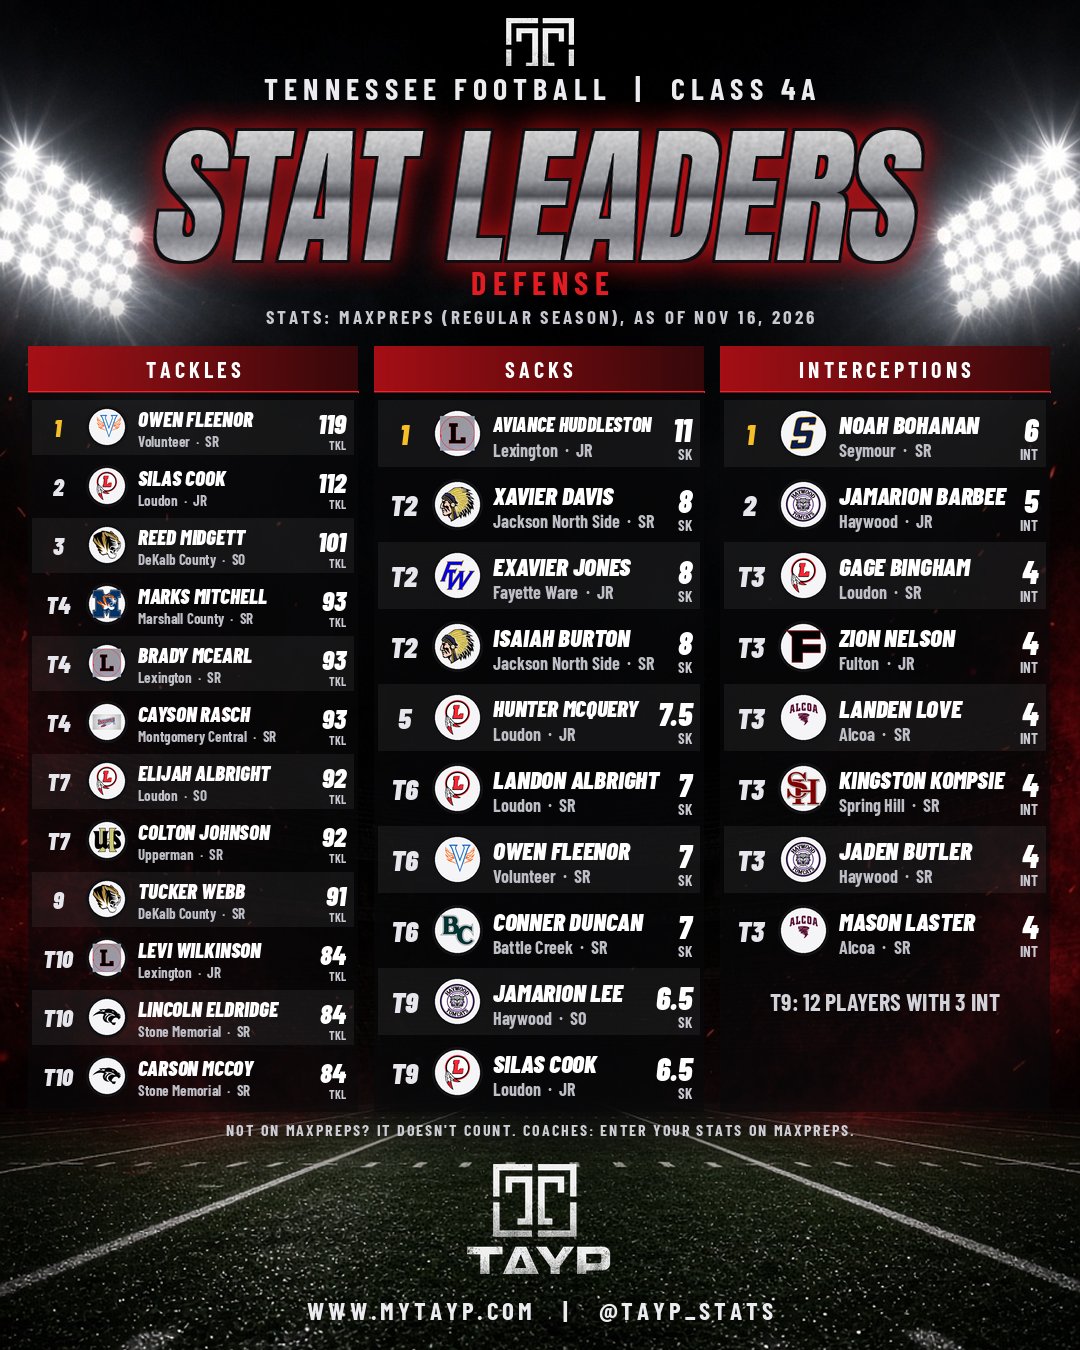 TENNESSEE FOOTBALL | CLASS 4A
STAT LEADERS
DEFENSE
STATS: MAXPREPS (REGULAR SEASON), AS OF NOV 16, 2026
TACKLES
1 OWEN FLEENOR 119
Volunteer · SR TKL
2 SILAS COOK 112
Loudon · JR TKL
3 REED MIDGETT 101
DeKalb County · SO TKL
T4 MARKS MITCHELL 93
Marshall County · SR TKL
T4 BRADY MCEARL 93
Lexington · SR TKL
T4 CAYSON RASCH 93
Montgomery Central · SR TKL
T7 ELIJAH ALBRIGHT 92
Loudon · SO TKL
T7 COLTON JOHNSON 92
Upperman · SR TKL
9 TUCKER WEBB 91
DeKalb County · SR TKL
T10 LEVI WILKINSON 84
Lexington · JR TKL
T10 LINCOLN ELDRIDGE 84
Stone Memorial · SR TKL
T10 CARSON MCCOY 84
Stone Memorial · SR TKL
SACKS
1 AVIANCE HUDDLESTON 11
Lexington · JR SK
T2 XAVIER DAVIS 8
Jackson North Side · SR SK
T2 EXAVIER JONES 8
Fayette Ware · JR SK
T2 ISAIAH BURTON 8
Jackson North Side · SR SK
5 HUNTER MCQUERY 7.5
Loudon · JR SK
T6 LANDON ALBRIGHT 7
Loudon · SR SK
T6 OWEN FLEENOR 7
Volunteer · SR SK
T6 CONNER DUNCAN 7
Battle Creek · SR SK
T9 JAMARION LEE 6.5
Haywood · SO SK
T9 SILAS COOK 6.5
Loudon · JR SK
INTERCEPTIONS
1 NOAH BOHANAN 6
Seymour · SR INT
2 JAMARION BARBEE 5
Haywood · JR INT
T3 GAGE BINGHAM 4
Loudon · SR INT
T3 ZION NELSON 4
Fulton · JR INT
T3 LANDEN LOVE 4
Alcoa · SR INT
T3 KINGSTON KOMPSIE 4
Spring Hill · SR INT
T3 JADEN BUTLER 4
Haywood · SR INT
T3 MASON LASTER 4
Alcoa · SR INT
T9: 12 PLAYERS WITH 3 INT
NOT ON MAXPREPS? IT DOESN'T COUNT. COACHES: ENTER YOUR STATS ON MAXPREPS.
TAYP
WWW.MYTAYP.COM | @TAYP_STATS